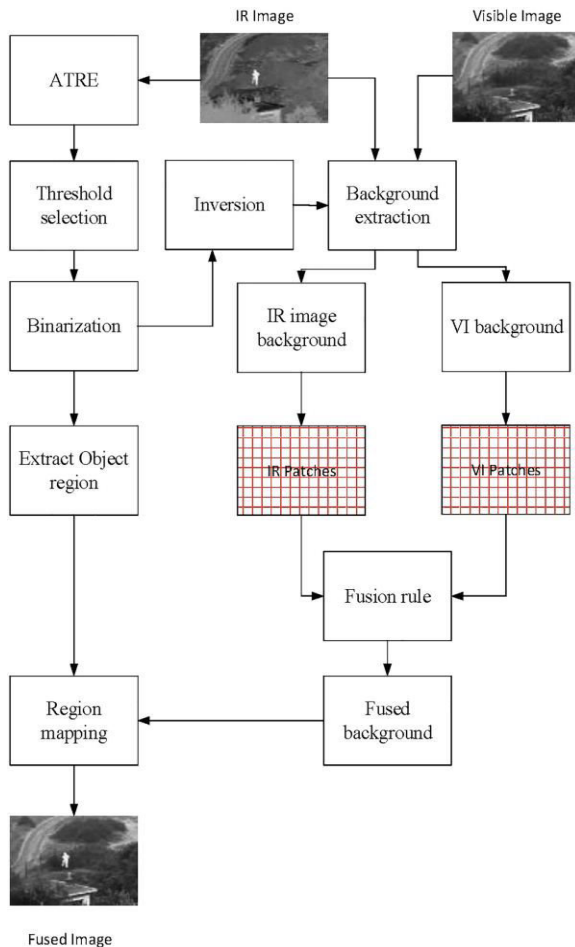 IR Image
Visible Image
ATRE
Threshold
selection
Inversion
Background
extraction
Binarization
IR image
background
VI background
Extract Object
region
IR Patches
VI Patches
Fusion rule
Region
mapping
Fused
background
Fused Image